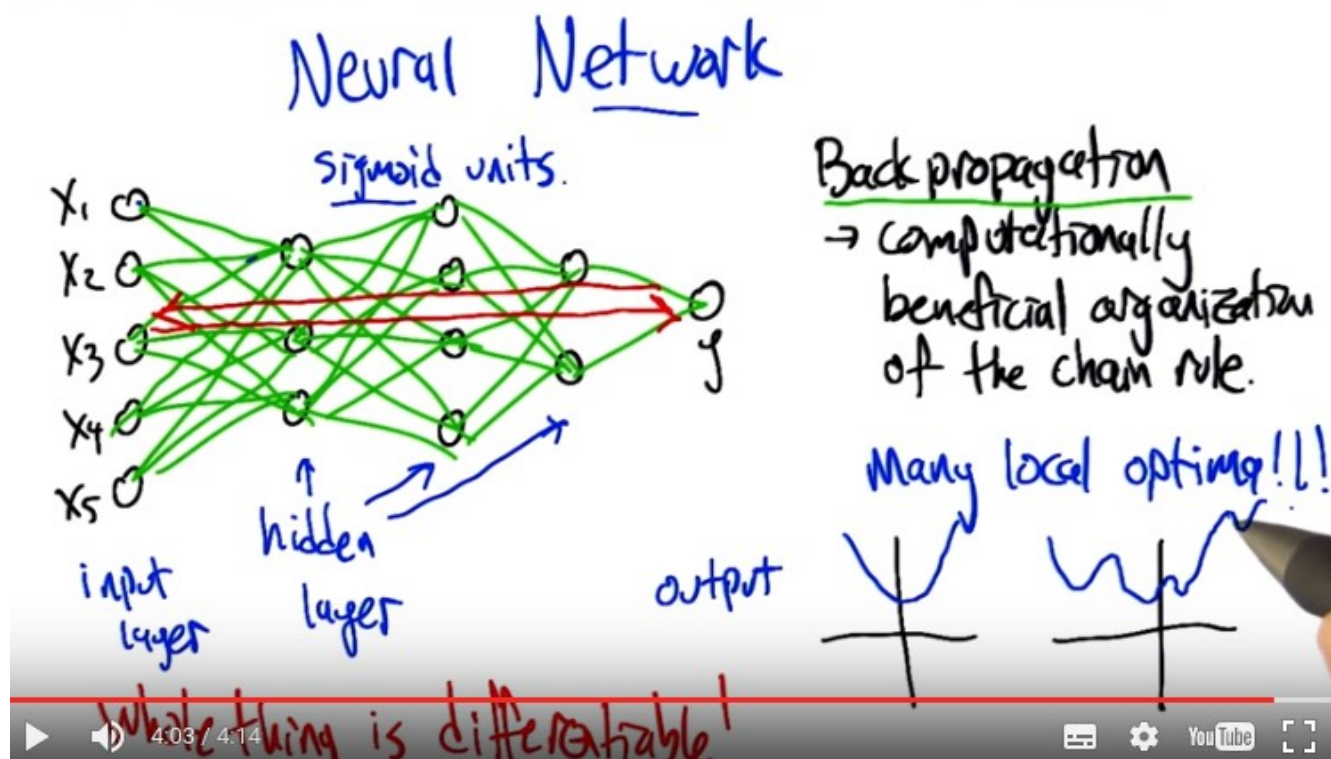 Neural Network
sigmoid units.
X1
X2
X3
X4
X5
y
input
layer
hidden
layer
output
Backpropagation
→ computationally
beneficial organization
of the chain rule.
Many local optima!!!
Whole thing is differentiable!
4:03 / 4:14
YouTube